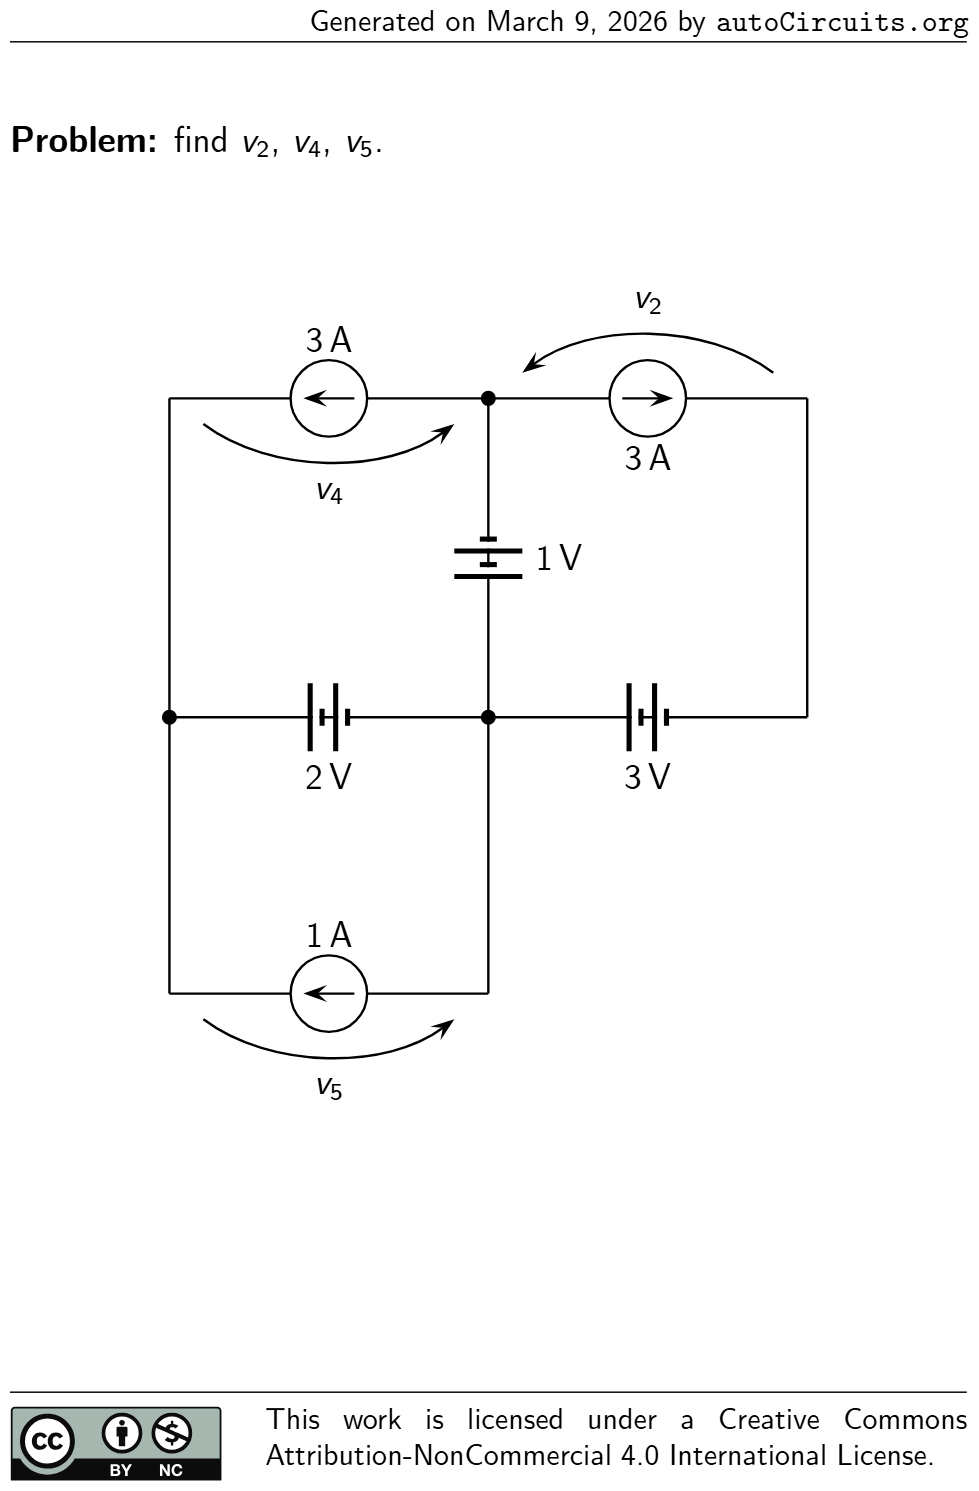 Generated on March 9, 2026 by autoCircuits.org
Problem: find v₂, v₄, v₅.
v₂
3 A
3 A
v₄
1 V
2 V
3 V
1 A
v₅
cc
BY NC
This work is licensed under a Creative Commons
Attribution-NonCommercial 4.0 International License.